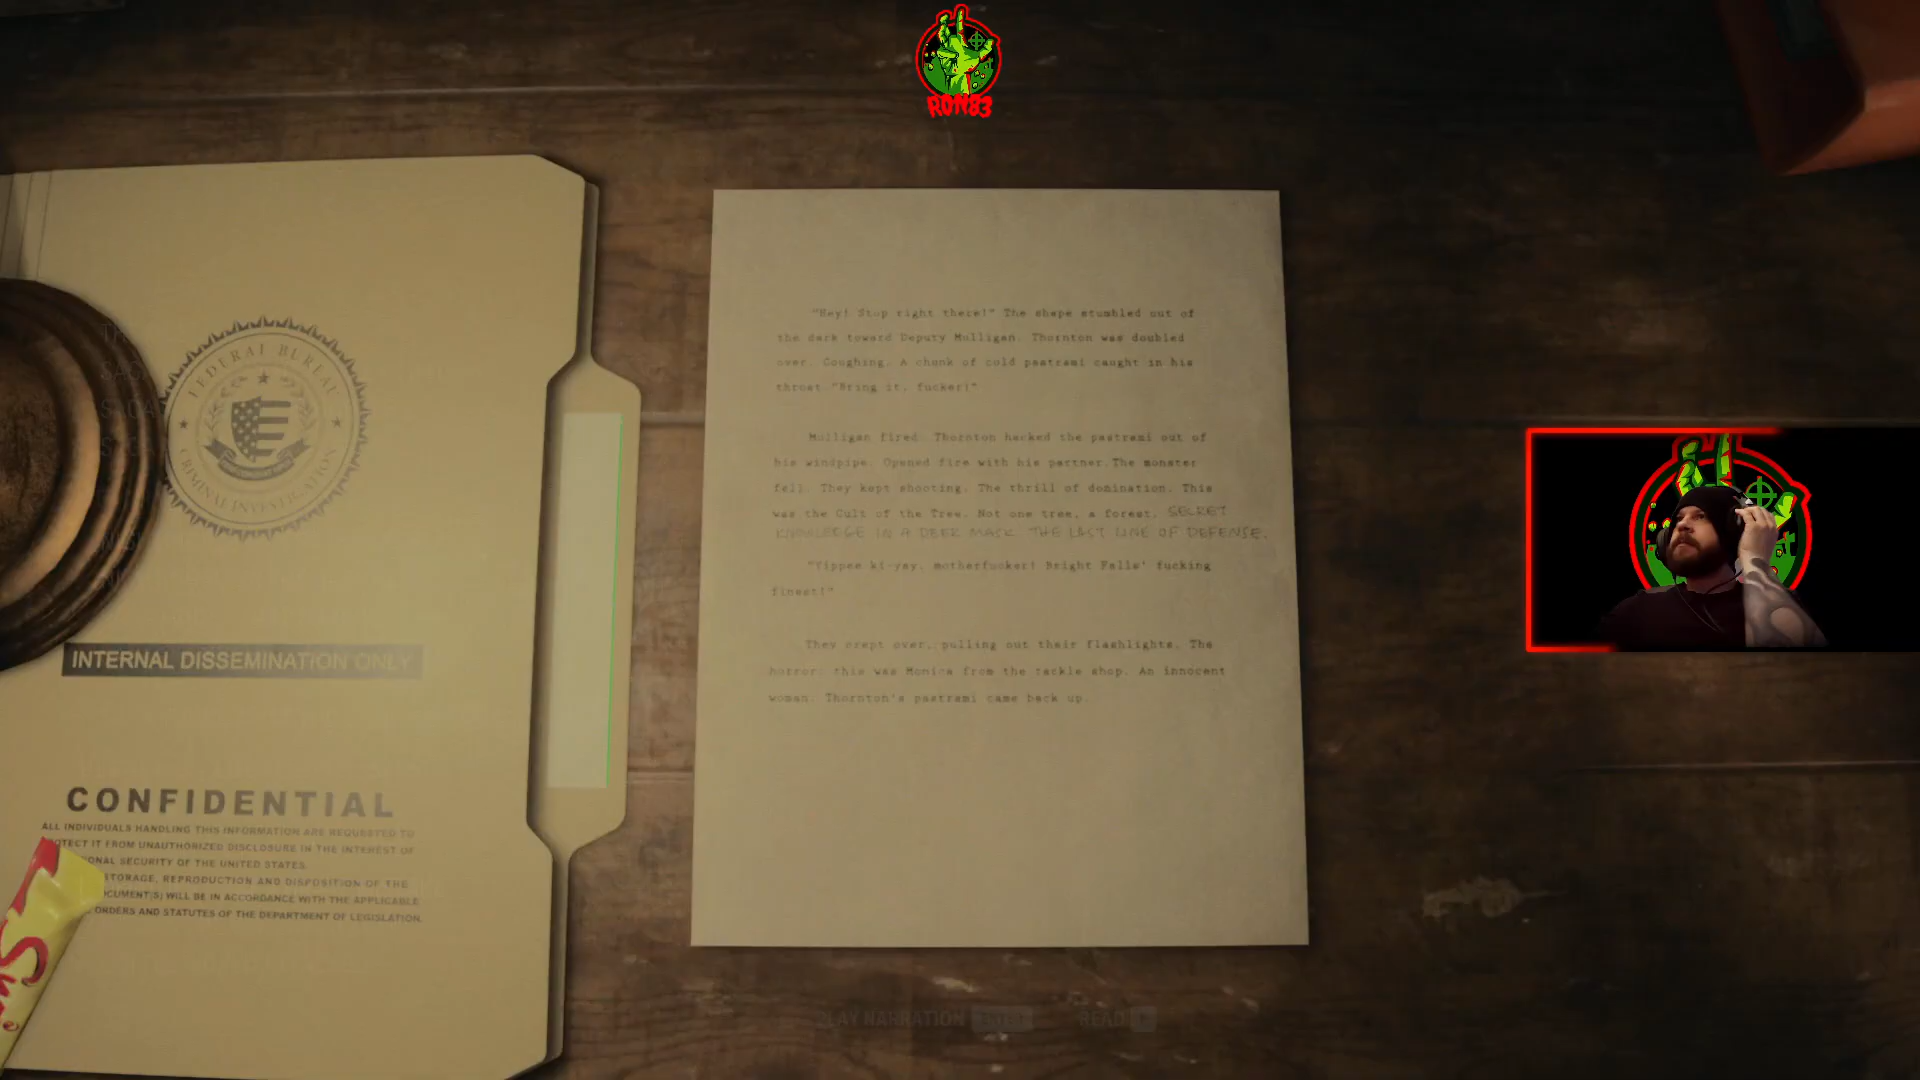 RON83
FEDERAL BUREAU
CRIMINAL INVESTIGATION
INTERNAL DISSEMINATION ONLY
CONFIDENTIAL
ALL INDIVIDUALS HANDLING THIS INFORMATION ARE REQUESTED TO
OTECT IT FROM UNAUTHORIZED DISCLOSURE IN THE INTEREST OF
ONAL SECURITY OF THE UNITED STATES.
STORAGE, REPRODUCTION AND DISPOSITION OF THE
OCUMENT(S) WILL BE IN ACCORDANCE WITH THE APPLICABLE
ORDERS AND STATUTES OF THE DEPARTMENT OF LEGISLATION.
"Hey! Stop right there!" The shape stumbled out of
the dark toward Deputy Mulligan. Thornton was doubled
over. Coughing. A chunk of cold pastrami caught in his
throat "Bring it, fucker!"
Mulligan fired. Thornton hacked the pastrami out of
his windpipe. Opened fire with his partner. The monster
fell. They kept shooting. The thrill of domination. This
was the Cult of the Tree. Not one tree, a forest. SECRET
KNOWLEDGE IN A DEER MASK. THE LAST LINE OF DEFENSE.
"Yippee ki-yay, motherfucker! Bright Falls' fucking
finest!"
They crept over, pulling out their flashlights. The
horror: this was Monica from the tackle shop. An innocent
woman. Thornton's pastrami came back up.
PLAY NARRATION
READ